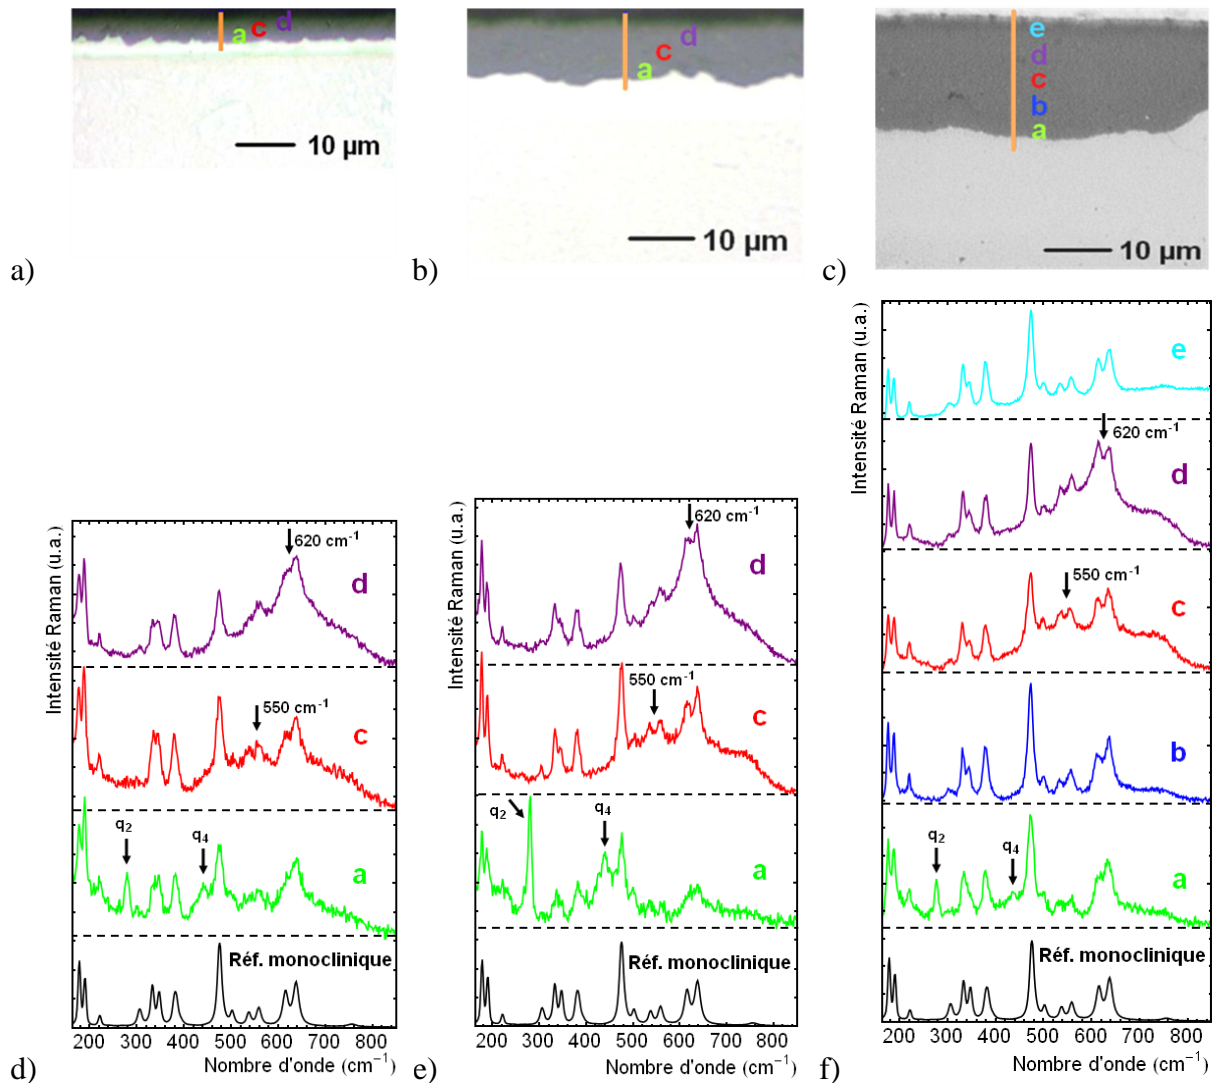 d
c
a
10 µm
a)
d
c
a
10 µm
b)
e
d
c
b
a
10 µm
c)
Intensité Raman (u.a.)
620 cm⁻¹
d
550 cm⁻¹
c
q₂
q₄
a
Réf. monoclinique
200 300 400 500 600 700 800
Nombre d'onde (cm⁻¹)
d)
Intensité Raman (u.a.)
620 cm⁻¹
d
550 cm⁻¹
c
q₂
q₄
a
Réf. monoclinique
200 300 400 500 600 700 800
Nombre d'onde (cm⁻¹)
e)
Intensité Raman (u.a.)
e
620 cm⁻¹
d
550 cm⁻¹
c
b
q₂
q₄
a
Réf. monoclinique
200 300 400 500 600 700 800
Nombre d'onde (cm⁻¹)
f)